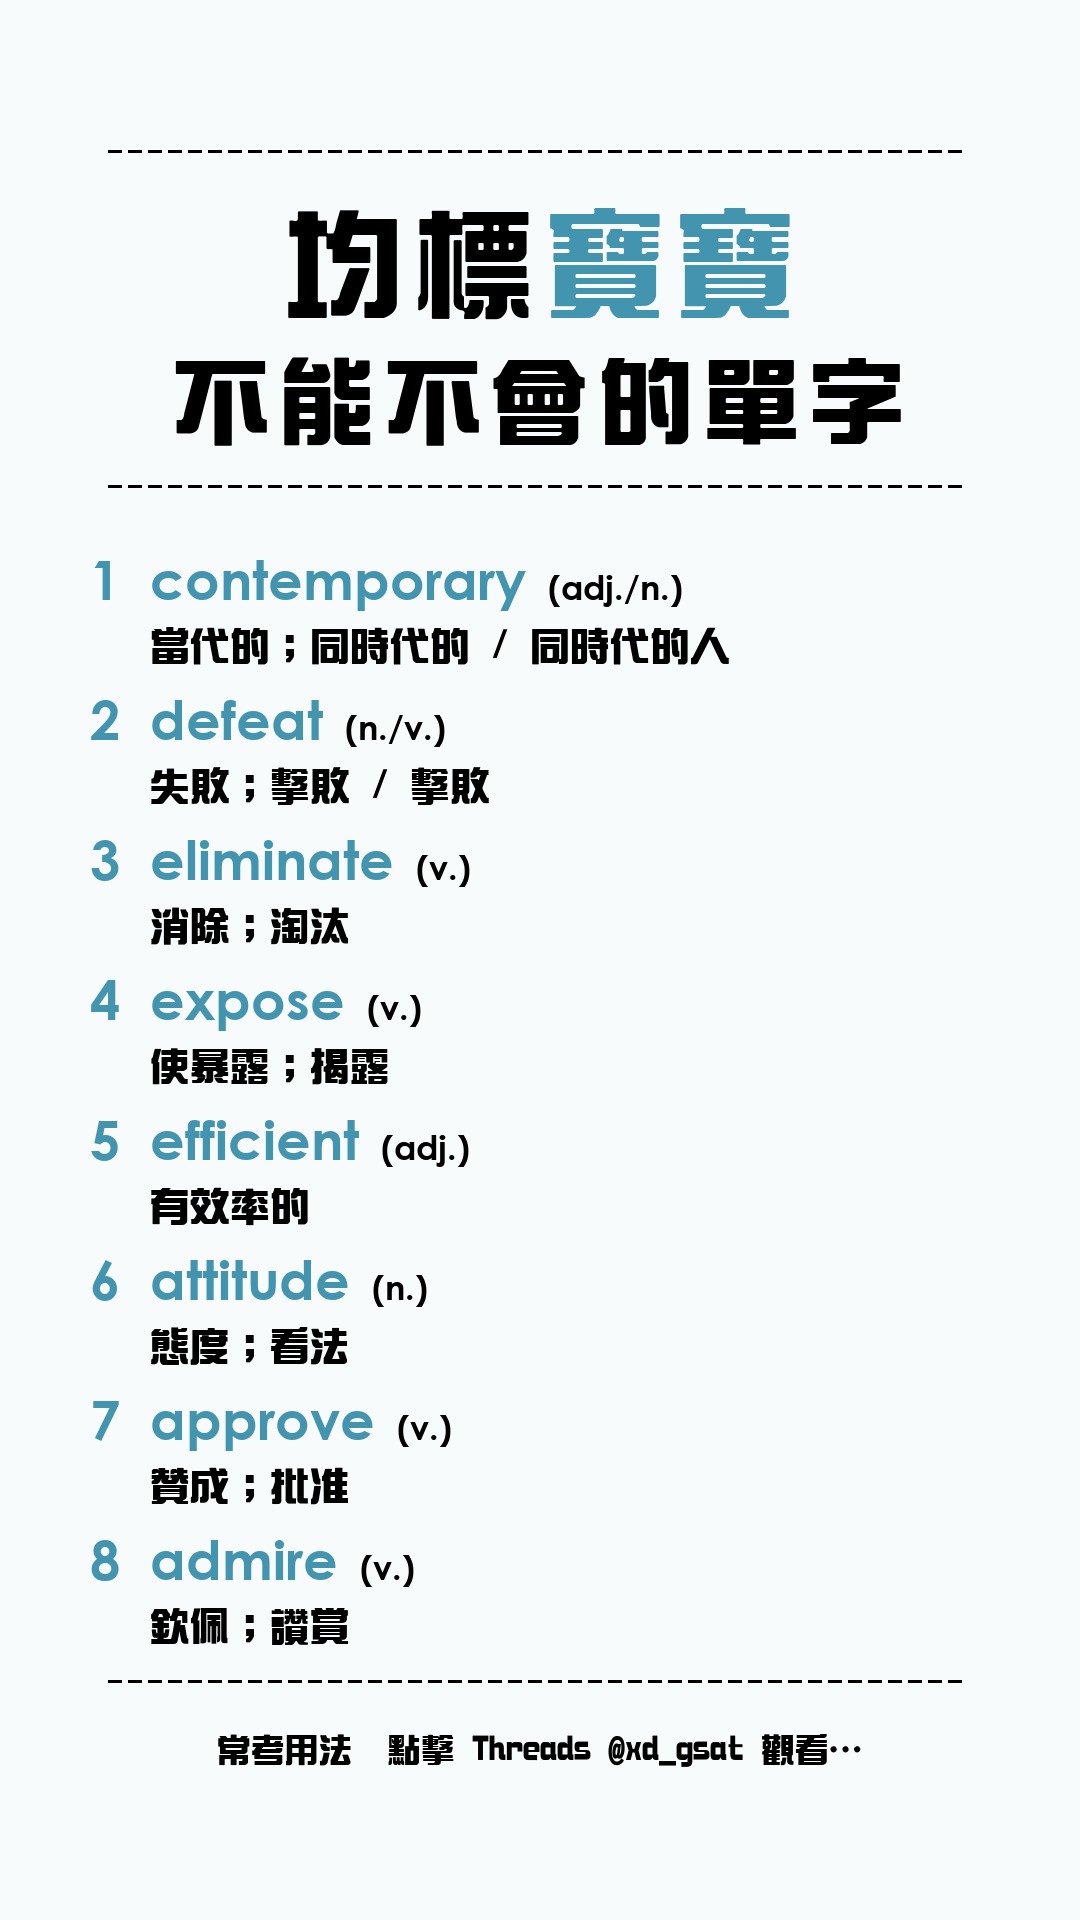 均標寶寶
不能不會的單字
1 contemporary (adj./n.)
當代的；同時代的 / 同時代的人
2 defeat (n./v.)
失敗；擊敗 / 擊敗
3 eliminate (v.)
消除；淘汰
4 expose (v.)
使暴露；揭露
5 efficient (adj.)
有效率的
6 attitude (n.)
態度；看法
7 approve (v.)
贊成；批准
8 admire (v.)
欽佩；讚賞
常考用法 點擊 Threads @xd_gsat 觀看…